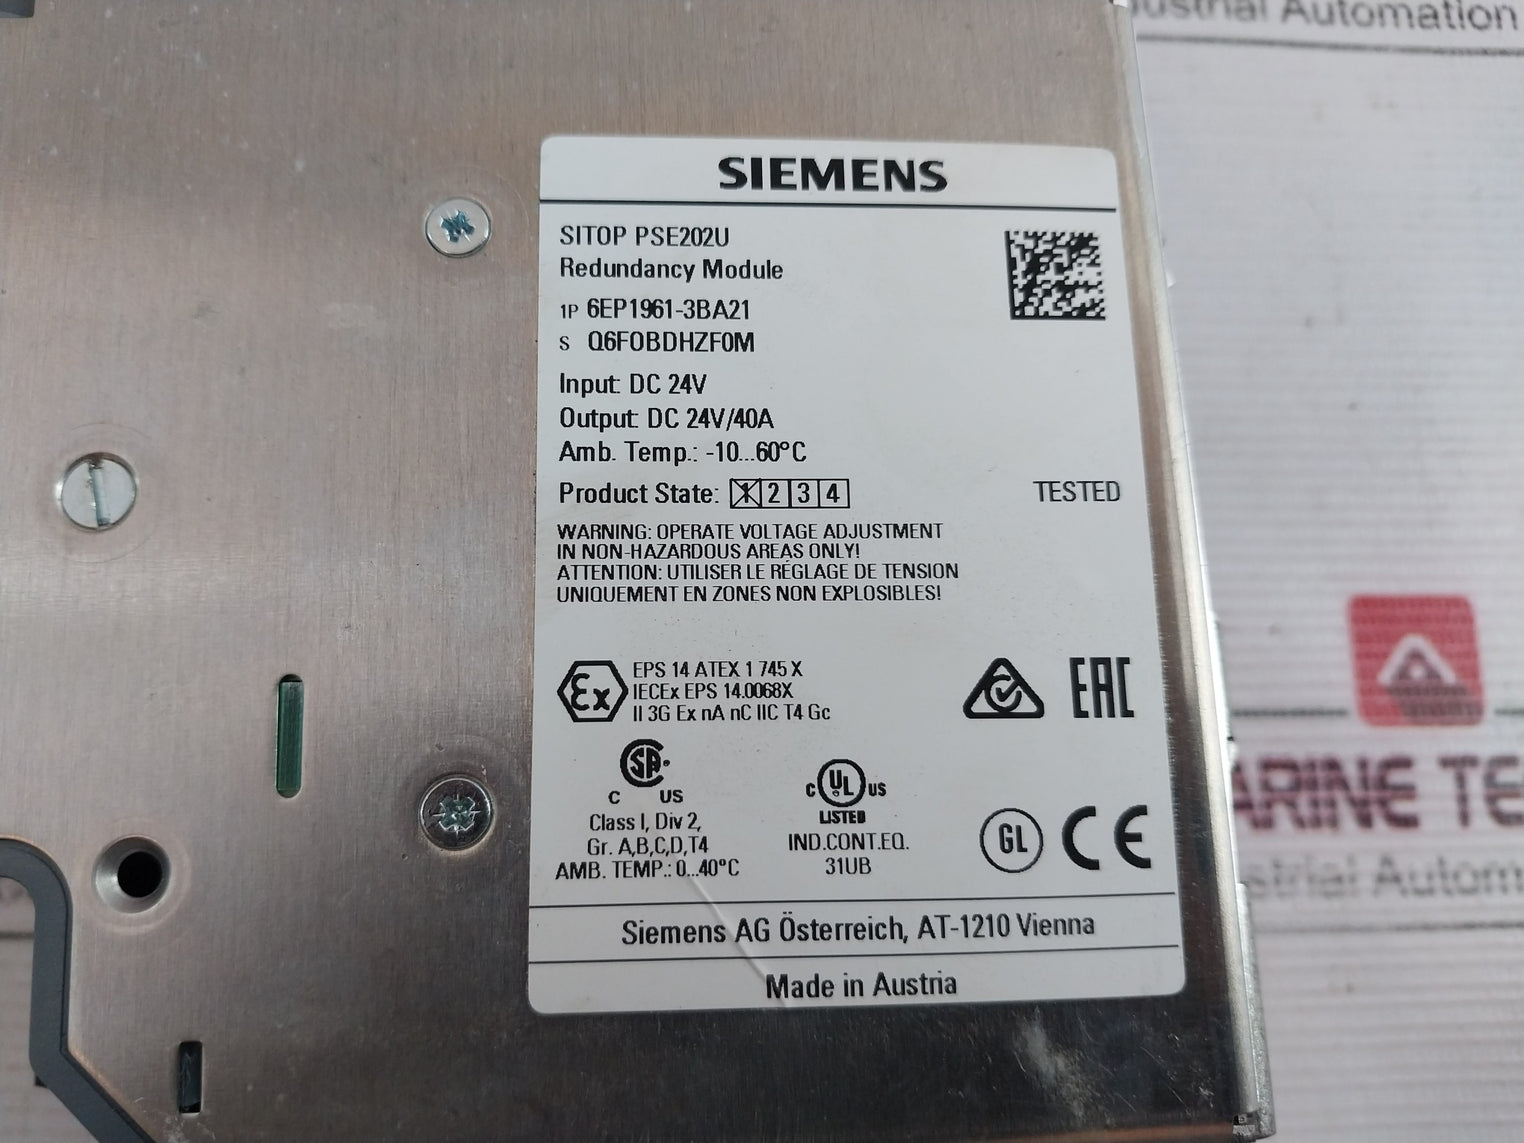 Industrial Automation
SIEMENS
SITOP PSE202U
Redundancy Module
1P 6EP1961-3BA21
S Q6FOBDHZF0M
Input: DC 24V
Output: DC 24V/40A
Amb. Temp.: -10...60°C
Product State: 1 2 3 4
TESTED
WARNING: OPERATE VOLTAGE ADJUSTMENT
IN NON-HAZARDOUS AREAS ONLY!
ATTENTION: UTILISER LE RÉGLAGE DE TENSION
UNIQUEMENT EN ZONES NON EXPLOSIBLES!
Ex
EPS 14 ATEX 1 745 X
IECEx EPS 14.0068X
II 3G Ex nA nC IIC T4 Gc
EAC
SA
C US
Class I, Div 2,
Gr. A,B,C,D,T4
AMB. TEMP.: 0...40°C
C UL US
LISTED
IND.CONT.EQ.
31UB
GL CE
Siemens AG Österreich, AT-1210 Vienna
Made in Austria
ARINE TE
strial Autom